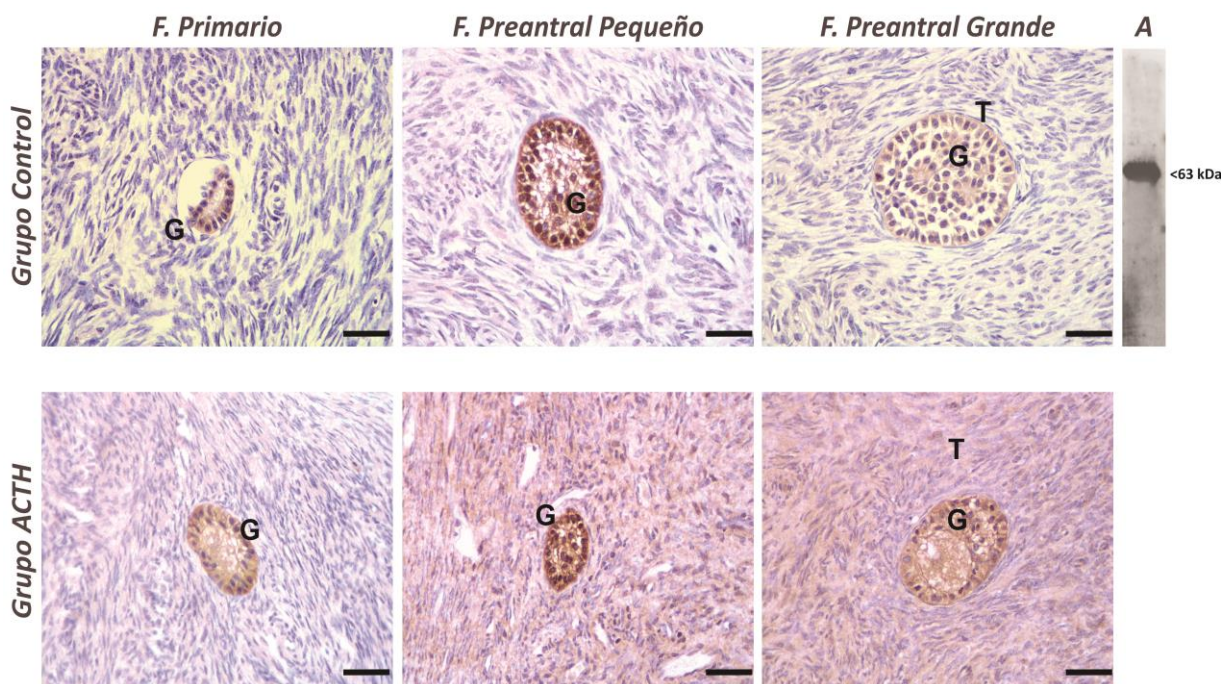 F. Primario
F. Preantral Pequeño
F. Preantral Grande
A
Grupo Control
G
G
T
G
<63 kDa
Grupo ACTH
G
G
T
G